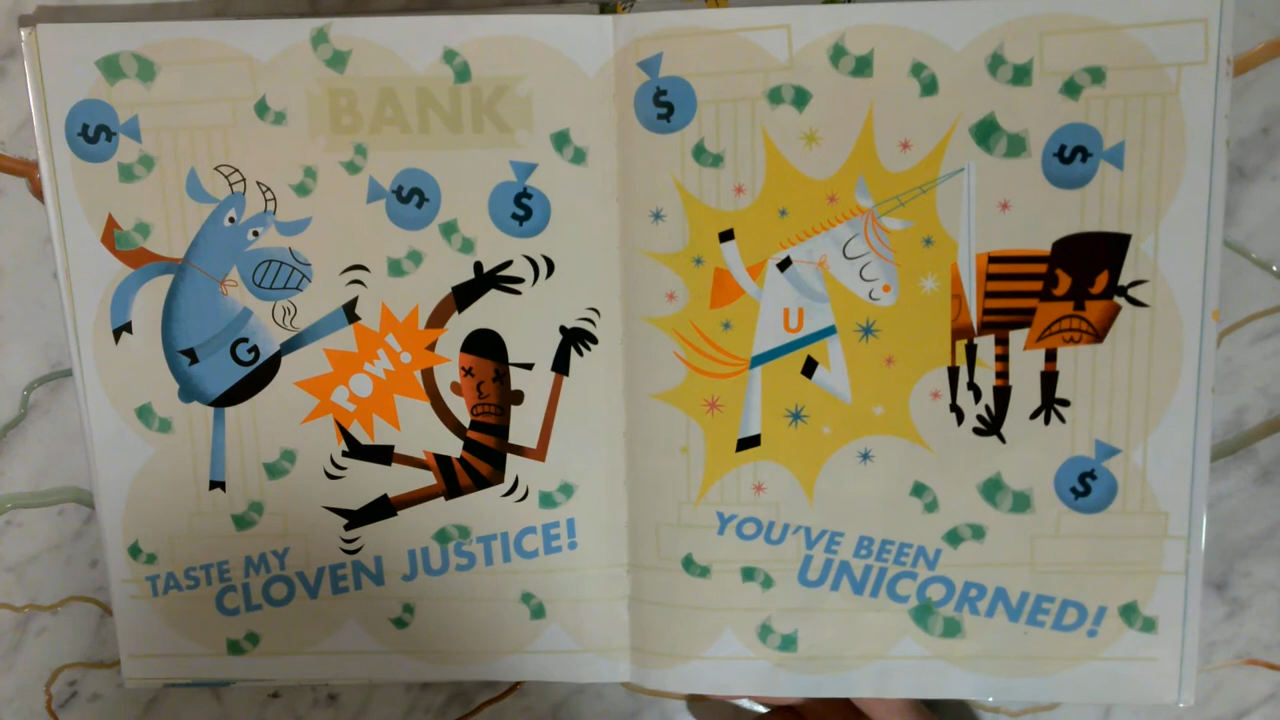 BANK
$
$
$
G
POW!
TASTE MY
CLOVEN JUSTICE!
$
$
U
$
YOU'VE BEEN
UNICORNED!